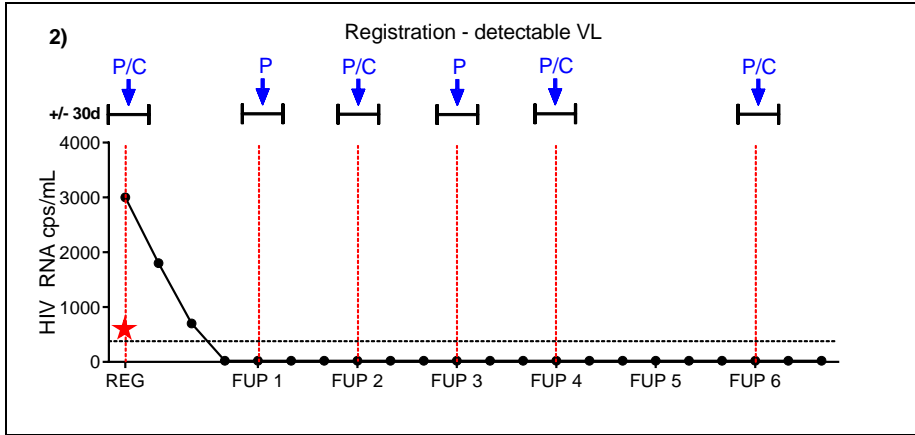 2) Registration - detectable VL
P/C P P/C P P/C P/C
+/- 30d
HIV RNA cps/mL
4000
3000
2000
1000
0
REG FUP 1 FUP 2 FUP 3 FUP 4 FUP 5 FUP 6